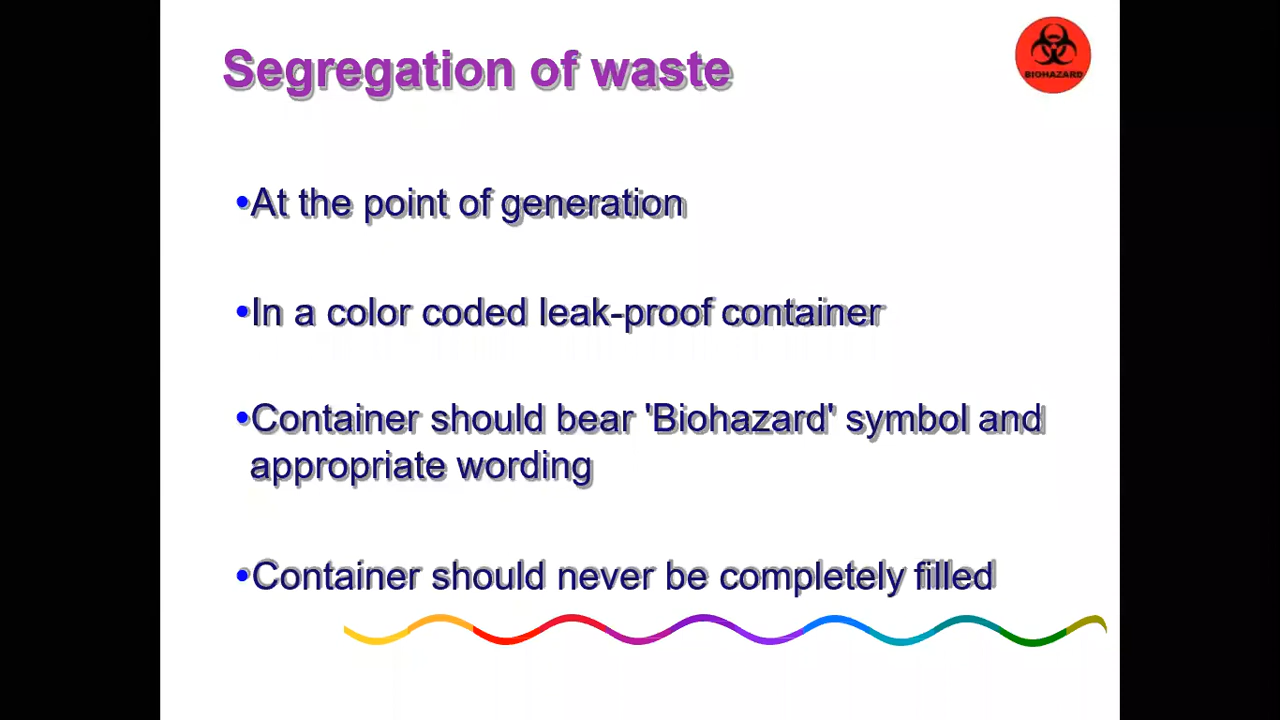 Segregation of waste
BIOHAZARD
•At the point of generation
•In a color coded leak-proof container
•Container should bear 'Biohazard' symbol and
appropriate wording
•Container should never be completely filled